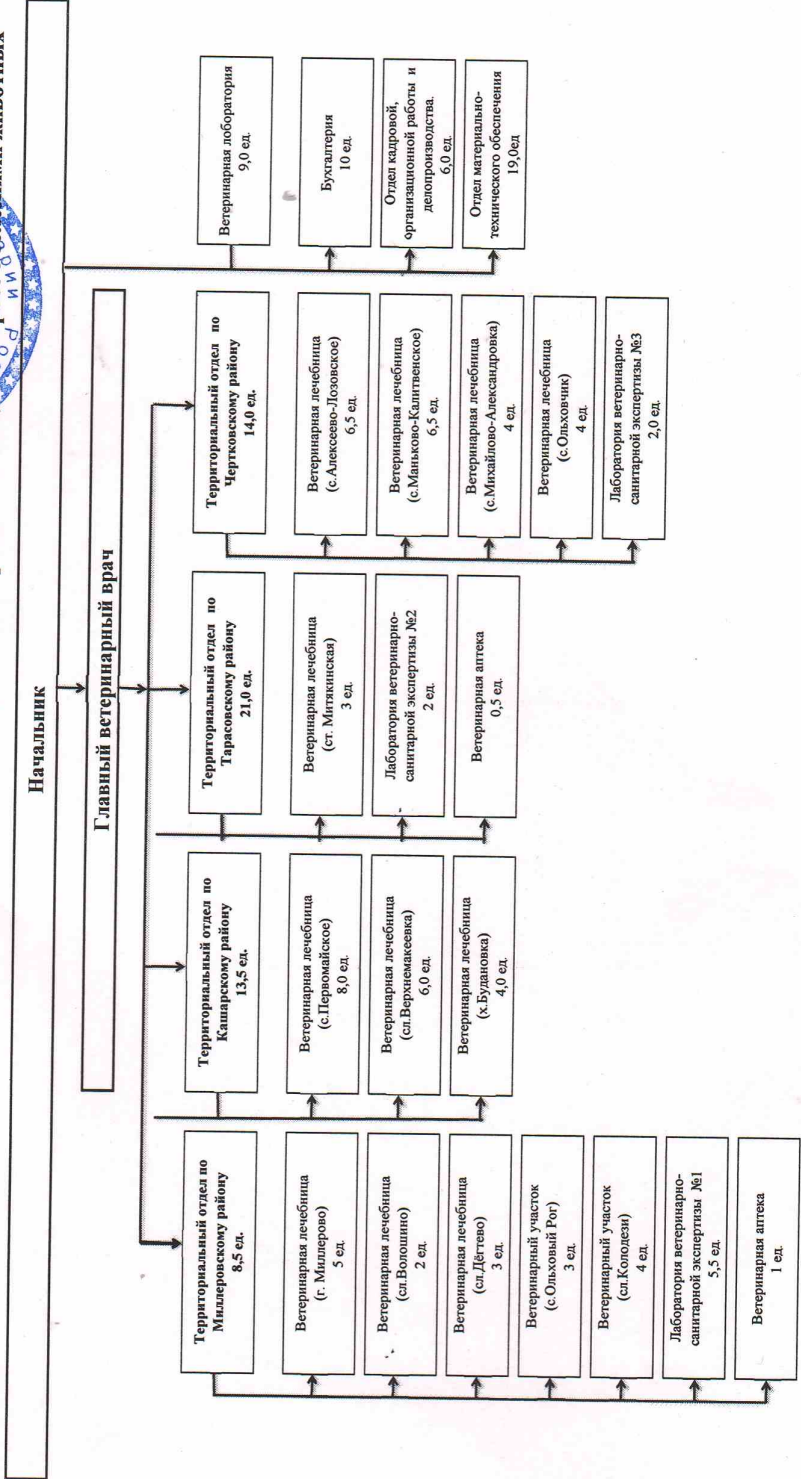 Начальник
Главный ветеринарный врач
Территориальный отдел по
Миллеровскому району
8,5 ед.
Ветеринарная лечебница
(г. Миллерово)
5 ед
Ветеринарная лечебница
(сл.Волошино)
2 ед
Ветеринарная лечебница
(сл.Дёгтево)
3 ед
Ветеринарный участок
(с.Ольховый Рог)
3 ед
Ветеринарный участок
(сл.Колодези)
4 ед
Лаборатория ветеринарно-
санитарной экспертизы №1
5,5 ед
Ветеринарная аптека
1 ед
Территориальный отдел по
Кашарскому району
13,5 ед.
Ветеринарная лечебница
(с.Первомайское)
8,0 ед
Ветеринарная лечебница
(сл.Верхнемакеевка)
6,0 ед
Ветеринарная лечебница
(х.Будановка)
4,0 ед
Территориальный отдел по
Тарасовскому району
21,0 ед.
Ветеринарная лечебница
(ст. Митякинская)
3 ед
Лаборатория ветеринарно-
санитарной экспертизы №2
2 ед
Ветеринарная аптека
0,5 ед
Территориальный отдел по
Чертковскому району
14,0 ед.
Ветеринарная лечебница
(с.Алексеево-Лозовское)
6,5 ед
Ветеринарная лечебница
(с.Маньково-Калитвенское)
6,5 ед
Ветеринарная лечебница
(с.Михайлово-Александровка)
4 ед
Ветеринарная лечебница
(с.Ольховчик)
4 ед
Лаборатория ветеринарно-
санитарной экспертизы №3
2,0 ед
Ветеринарная лоборатория
9,0 ед
Бухгалтерия
10 ед
Отдел кадровой,
организационной работы и
делопроизводства.
6,0 ед
Отдел материально-
технического обеспечения
19,0ед